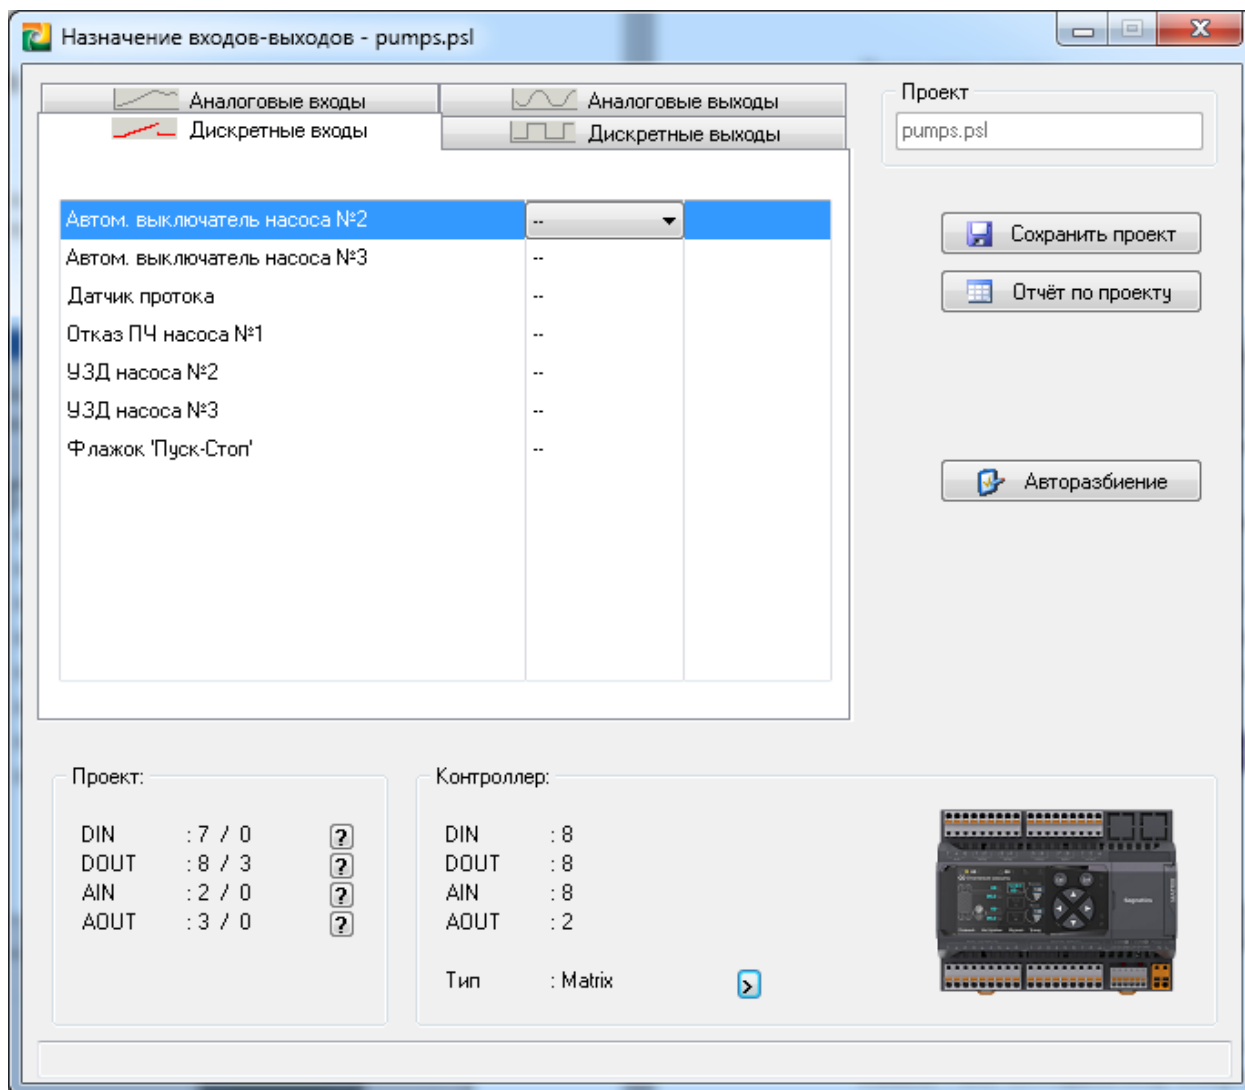 Назначение входов-выходов - pumps.psl
Аналоговые входы
Аналоговые выходы
Дискретные входы
Дискретные выходы
Проект
pumps.psl
Автом. выключатель насоса №2 --
Автом. выключатель насоса №3 --
Датчик протока --
Отказ ПЧ насоса №1 --
УЗД насоса №2 --
УЗД насоса №3 --
Флажок 'Пуск-Стоп' --
Сохранить проект
Отчёт по проекту
Авторазбиение
Проект:
DIN : 7 / 0 ?
DOUT : 8 / 3 ?
AIN : 2 / 0 ?
AOUT : 3 / 0 ?
Контроллер:
DIN : 8
DOUT : 8
AIN : 8
AOUT : 2
Тип : Matrix >